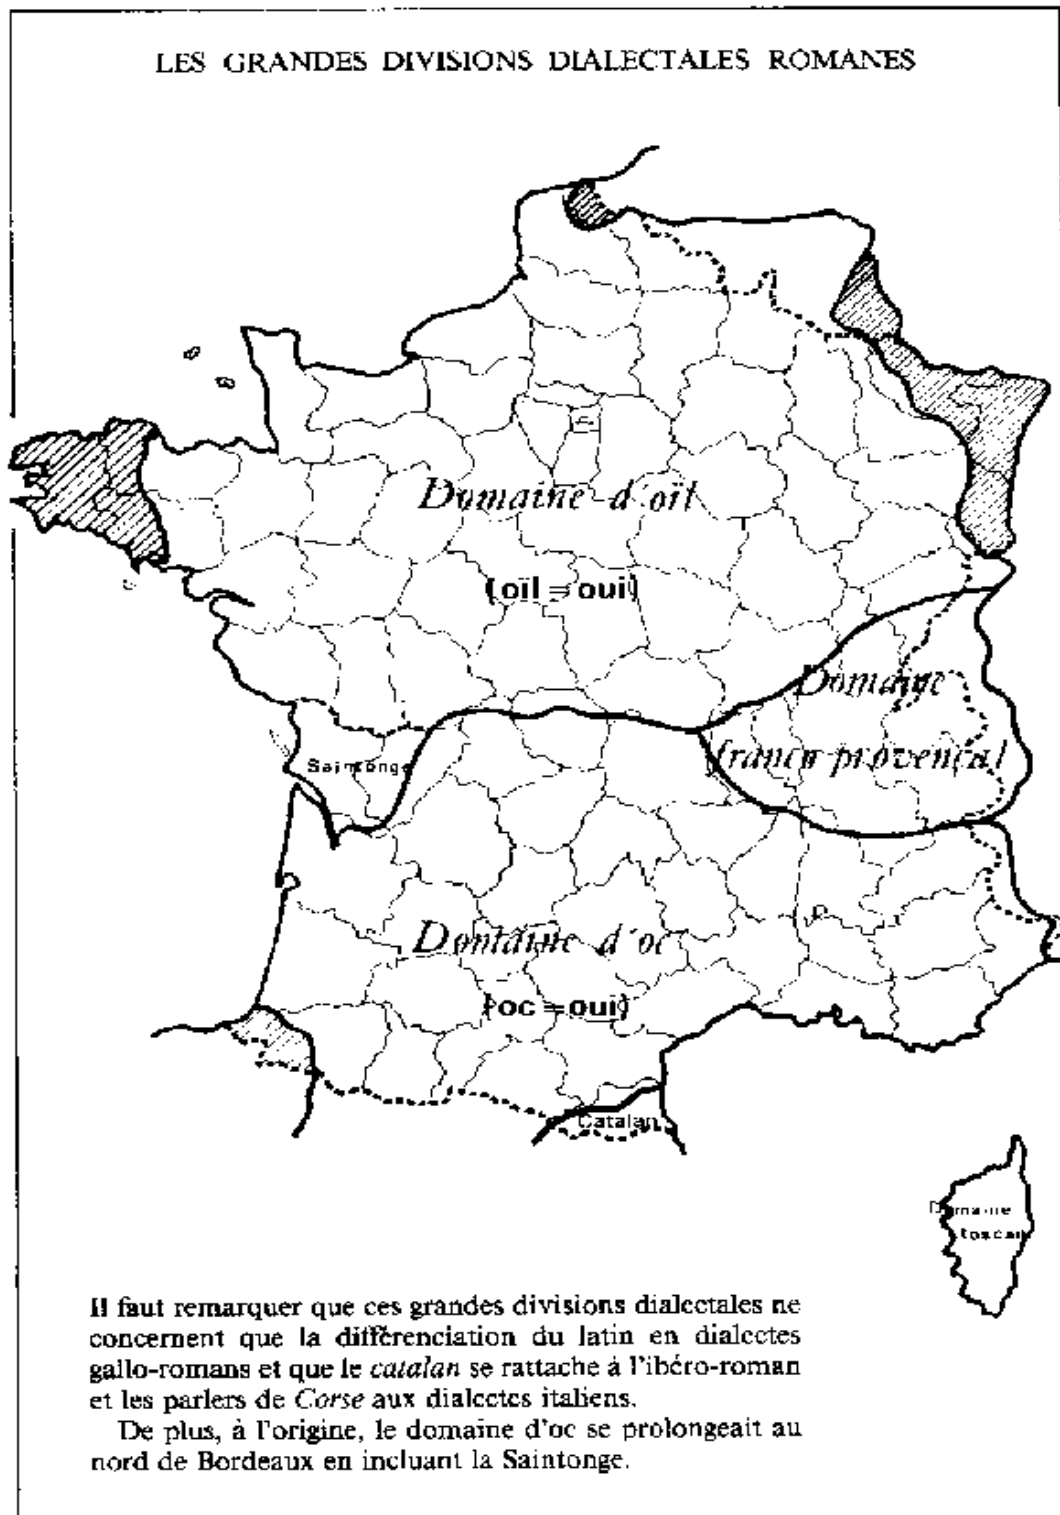 LES GRANDES DIVISIONS DIALECTALES ROMANES
Domaine d'oïl
(oïl = oui)
Domaine
franco provençal
Saintonge
Domaine d'oc
(oc = oui)
Catalan
Domaine
toscan
Il faut remarquer que ces grandes divisions dialectales ne
concernent que la différenciation du latin en dialectes
gallo-romans et que le catalan se rattache à l'ibéro-roman
et les parlers de Corse aux dialectes italiens.
De plus, à l'origine, le domaine d'oc se prolongeait au
nord de Bordeaux en incluant la Saintonge.